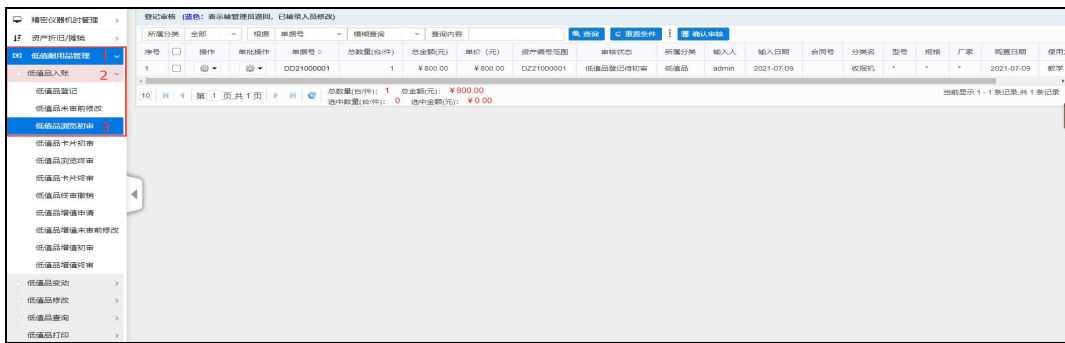 精密仪器机时管理
资产折旧/摊销
低值耐用品管理 1
低值品入账 2
低值品登记
低值品未审前修改
低值品浏览初审 3
低值品卡片初审
低值品浏览终审
低值品卡片终审
低值品终审撤销
低值品增值申请
低值品增值未审前修改
低值品增值初审
低值品增值终审
低值品变动
低值品修改
低值品查询
低值品打印
登记审核 (蓝色：表示被管理员退回，已被录入员修改)
所属分类 全部 根据 单据号 模糊查询 查询内容 查询 重置条件 确认审核
序号 操作 单批操作 单据号 总数量(台/件) 总金额(元) 单价（元） 资产编号范围 审核状态 所属分类 输入人 输入日期 合同号 分类名 型号 规格 厂家 购置日期 使用
1 DD21000001 1 ￥800.00 ￥800.00 DZ21000001 低值品登记待初审 低值品 admin 2021-07-09 收报机 * * * 2021-07-09 教学
10 第 1 页,共 1 页 总数量(台/件): 1 总金额(元): ￥800.00 当前显示 1 - 1 条记录,共 1 条记录
选中数量(台/件): 0 选中金额(元): ￥0.00